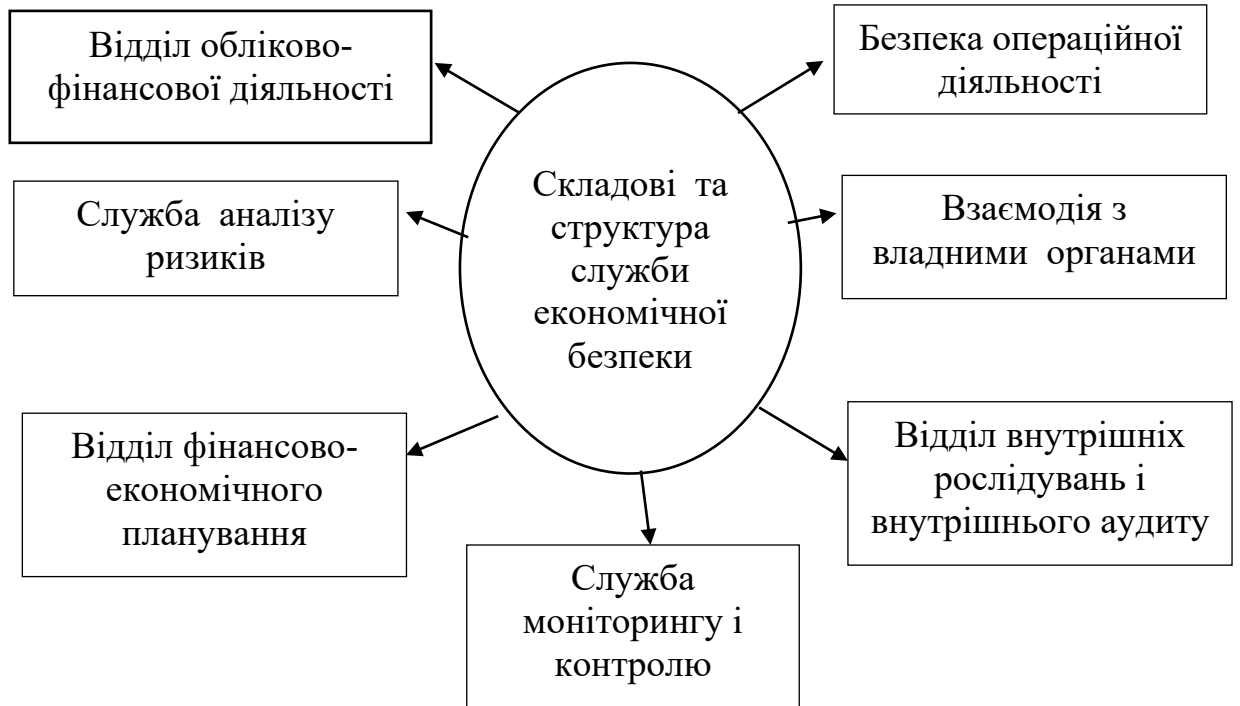 Відділ обліково-
фінансової діяльності
Безпека операційної
діяльності
Складові та
структура
служби
економічної
безпеки
Служба аналізу
ризиків
Взаємодія з
владними органами
Відділ фінансово-
економічного
планування
Відділ внутрішніх
рослідувань і
внутрішнього аудиту
Служба
моніторингу і
контролю